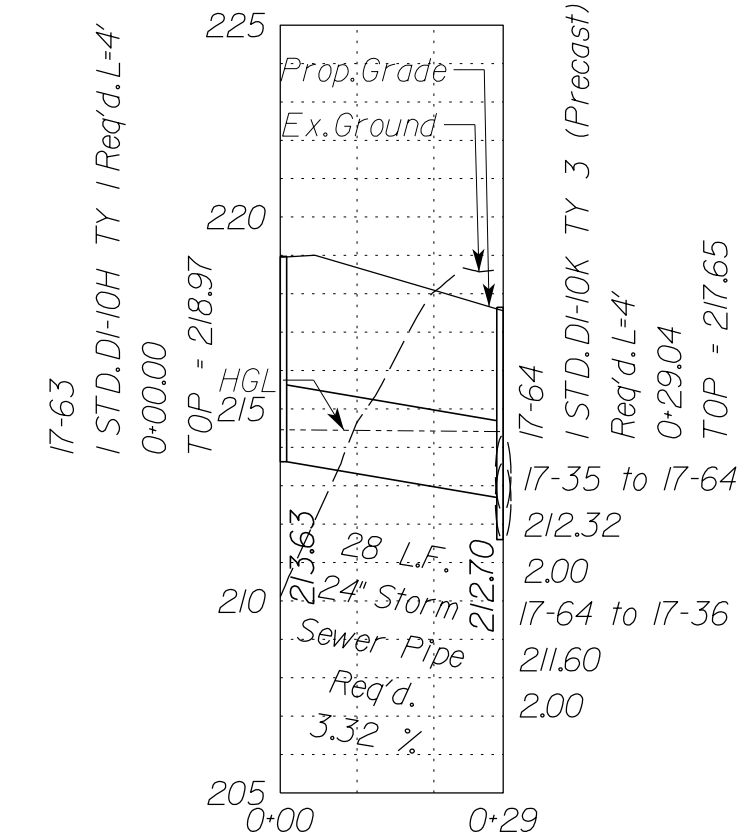 225
Prop.Grade
Ex.Ground
220
HGL
215
210
205
0+00
0+29
17-63
1 STD. DI-10H TY 1 Req'd. L=4'
0+00.00
TOP = 218.97
213.63
28 L.F.
24" Storm
Sewer Pipe
Req'd.
3.32 %
212.70
17-64
1 STD. DI-10K TY 3 (Precast)
Req'd. L=4'
0+29.04
TOP = 217.65
17-35 to 17-64
212.32
2.00
17-64 to 17-36
211.60
2.00